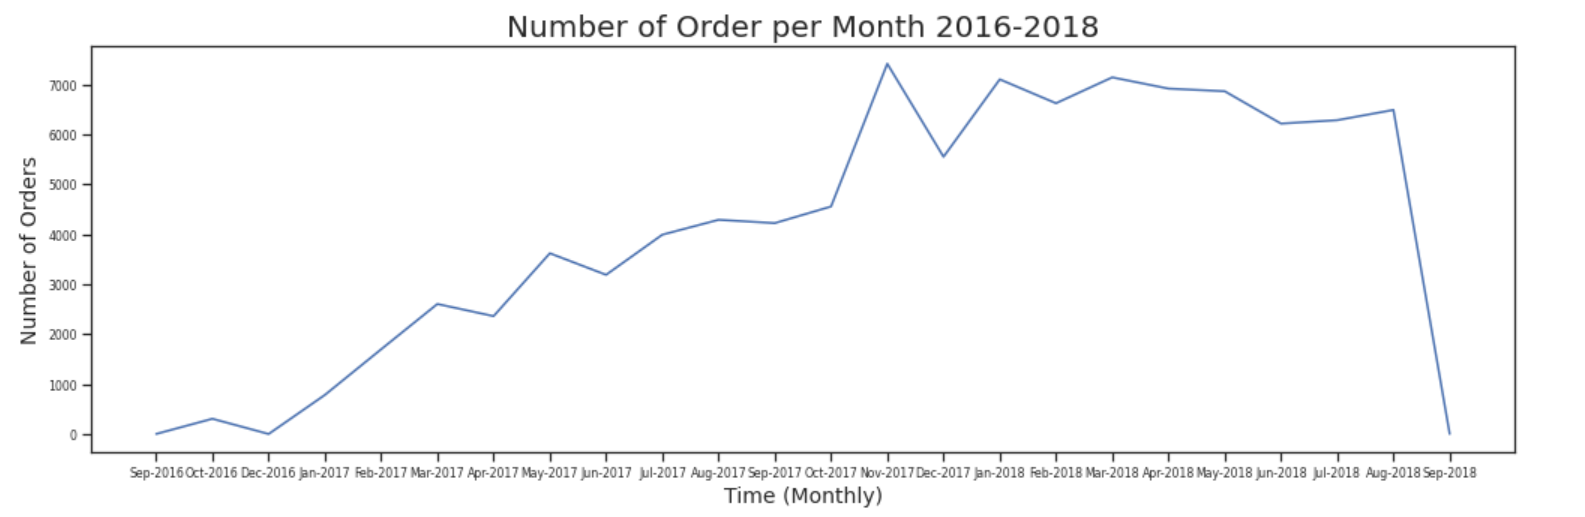 Number of Order per Month 2016-2018
Number of Orders
7000
6000
5000
4000
3000
2000
1000
0
Sep-2016 Oct-2016 Dec-2016 Jan-2017 Feb-2017 Mar-2017 Apr-2017 May-2017 Jun-2017 Jul-2017 Aug-2017 Sep-2017 Oct-2017 Nov-2017 Dec-2017 Jan-2018 Feb-2018 Mar-2018 Apr-2018 May-2018 Jun-2018 Jul-2018 Aug-2018 Sep-2018
Time (Monthly)